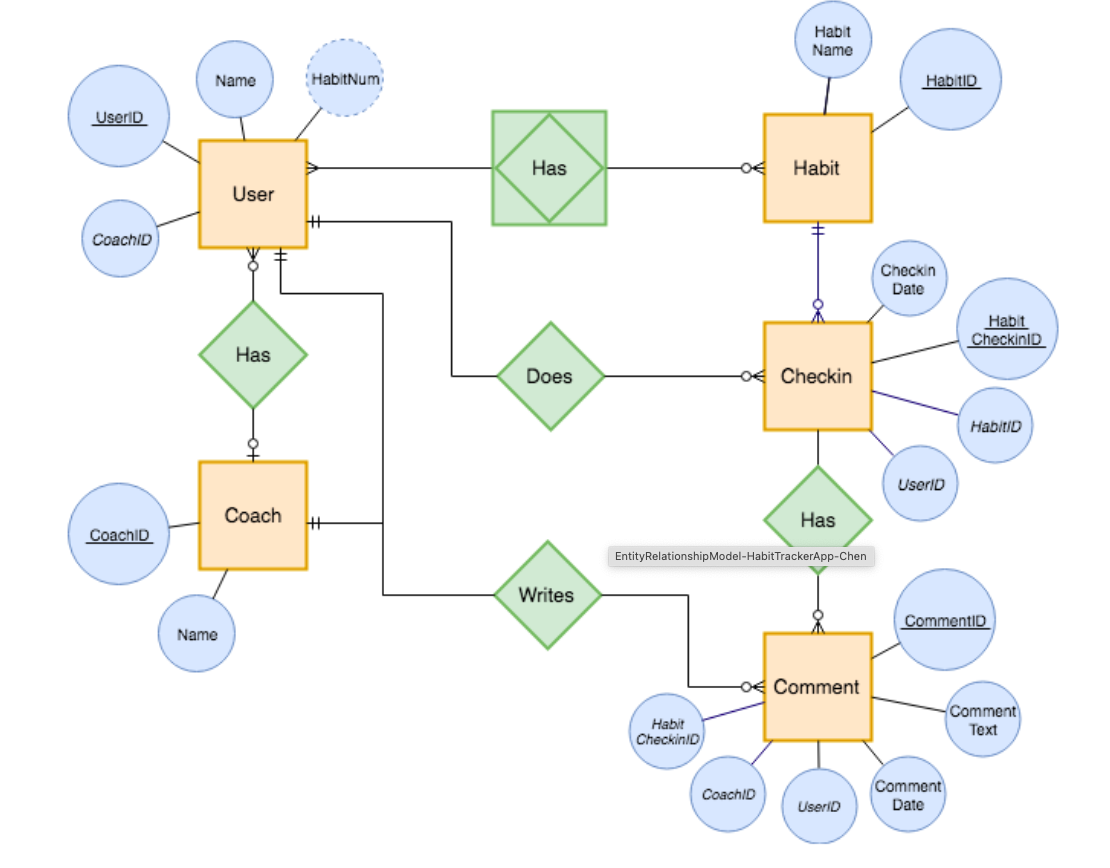 Habit
Name
Name
HabitNum
HabitID
UserID
Has
Habit
User
CoachID
Checkin
Date
Habit
CheckinID
Has
Does
Checkin
HabitID
UserID
Coach
CoachID
Has
EntityRelationshipModel-HabitTrackerApp-Chen
Writes
Name
CommentID
Comment
Comment
Text
Habit
CheckinID
CoachID
UserID
Comment
Date